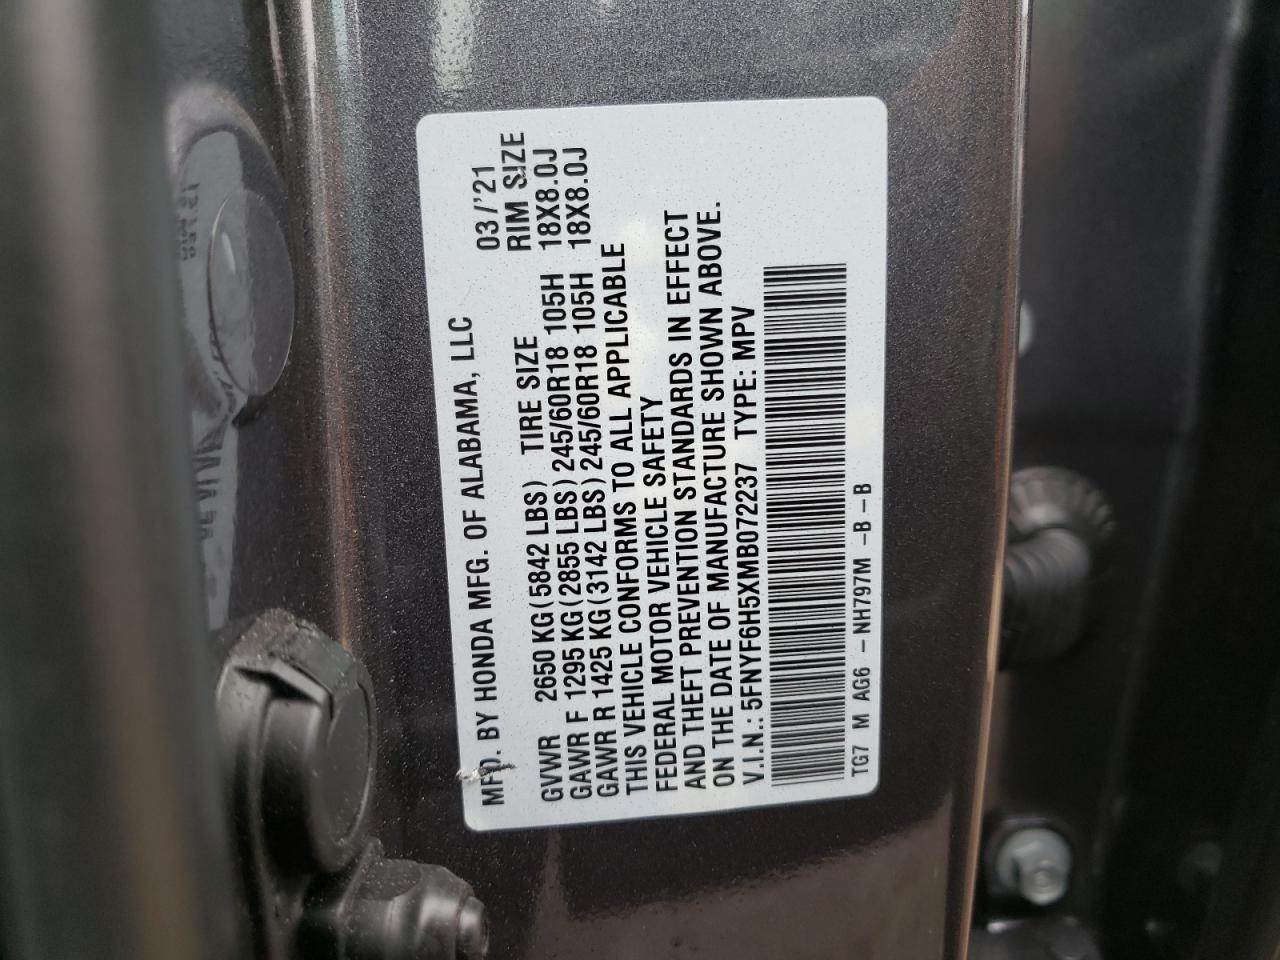 MFD. BY HONDA MFG. OF ALABAMA, LLC 03/'21
TIRE SIZE RIM SIZE
GVWR 2650 KG(5842 LBS)
GAWR F 1295 KG(2855 LBS)245/60R18 105H 18X8.0J
GAWR R 1425 KG(3142 LBS)245/60R18 105H 18X8.0J
THIS VEHICLE CONFORMS TO ALL APPLICABLE
FEDERAL MOTOR VEHICLE SAFETY
AND THEFT PREVENTION STANDARDS IN EFFECT
ON THE DATE OF MANUFACTURE SHOWN ABOVE.
V.I.N.: 5FNYF6H5XMB072237 TYPE: MPV
TG7 M AG6 -NH797M -B-B